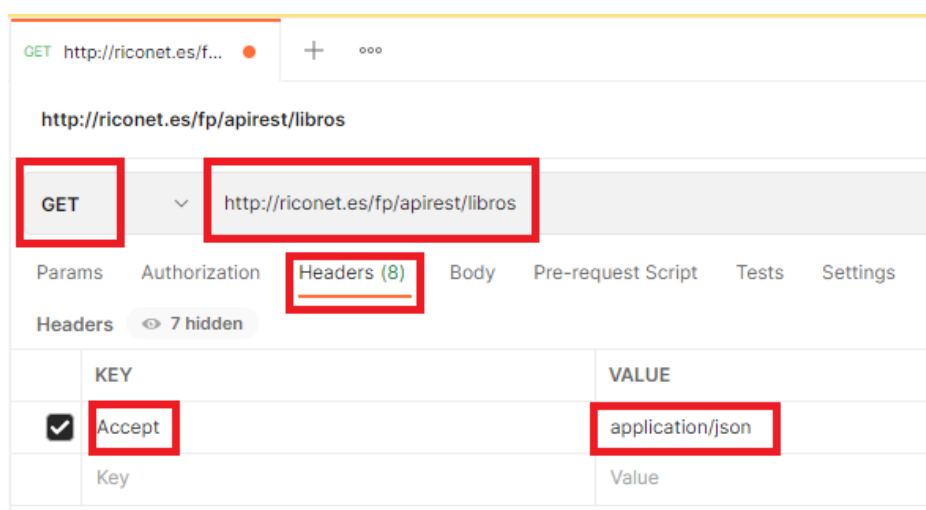 GET http://riconet.es/f...
http://riconet.es/fp/apirest/libros
GET http://riconet.es/fp/apirest/libros
Params Authorization Headers (8) Body Pre-request Script Tests Settings
Headers 7 hidden
KEY VALUE
Accept application/json
Key Value